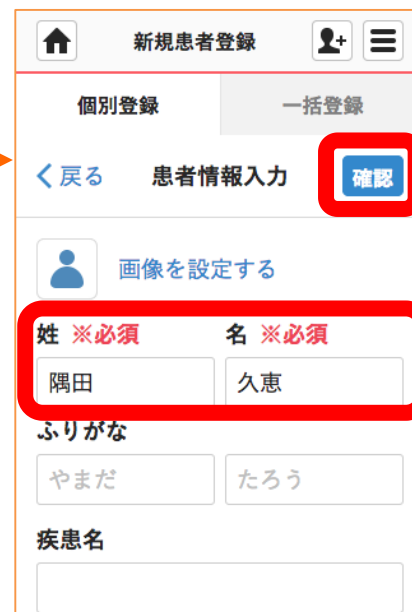 新規患者登録
個別登録 一括登録
戻る 患者情報入力 確認
画像を設定する
姓 ※必須 名 ※必須
隅田 久恵
ふりがな
やまだ たろう
疾患名